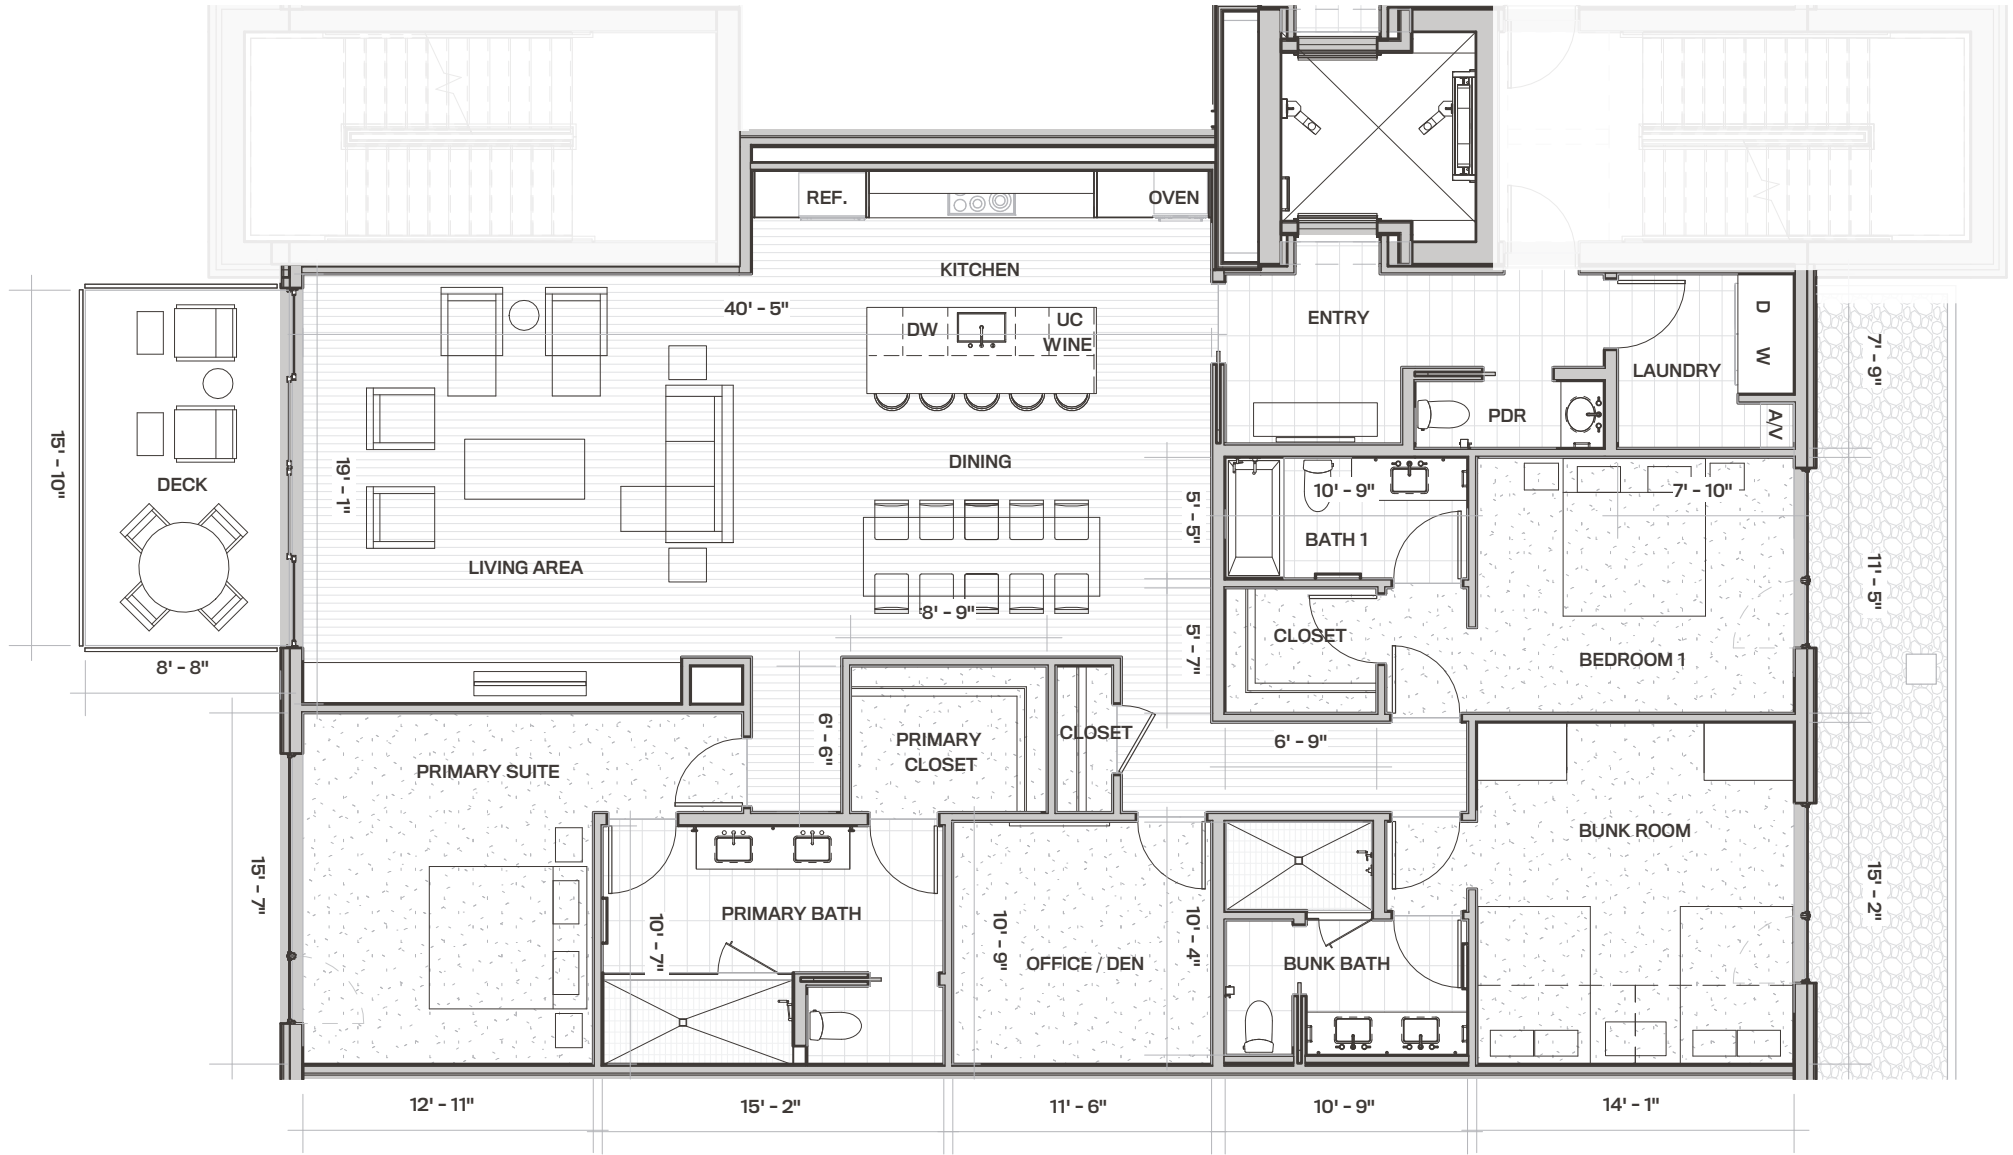 REF.
OVEN
KITCHEN
40' - 5"
DW
UC
WINE
ENTRY
D W
LAUNDRY
7' - 9"
PDR
A/V
15' - 10"
DECK
19' - 1"
DINING
10' - 9"
7' - 10"
5' - 5"
BATH 1
LIVING AREA
11' - 5"
8' - 9"
CLOSET
5' - 7"
BEDROOM 1
8' - 8"
6' - 6"
PRIMARY
CLOSET
CLOSET
6' - 9"
PRIMARY SUITE
BUNK ROOM
15' - 7"
PRIMARY BATH
10' - 7"
10' - 9"
OFFICE / DEN
10' - 4"
BUNK BATH
15' - 2"
12' - 11"
15' - 2"
11' - 6"
10' - 9"
14' - 1"